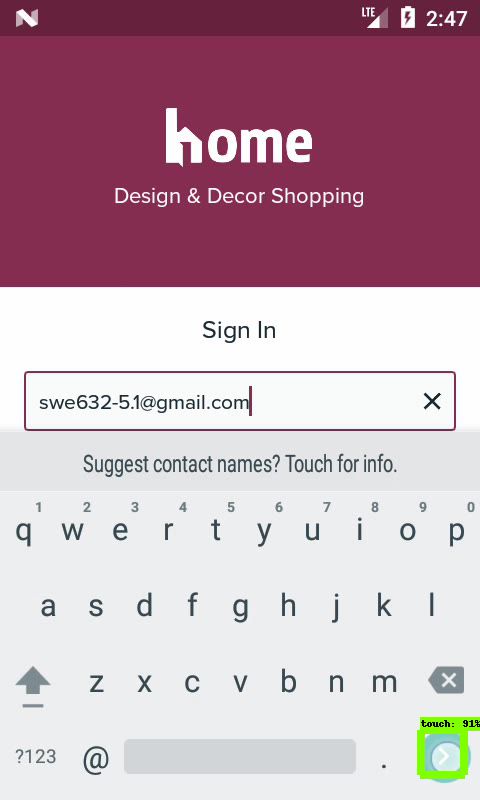 LTE 2:47
home
Design & Decor Shopping
Sign In
swe632-5.1@gmail.com
Suggest contact names? Touch for info.
1 2 3 4 5 6 7 8 9 0
q w e r t y u i o p
a s d f g h j k l
z x c v b n m
touch: 91%
?123 @ .